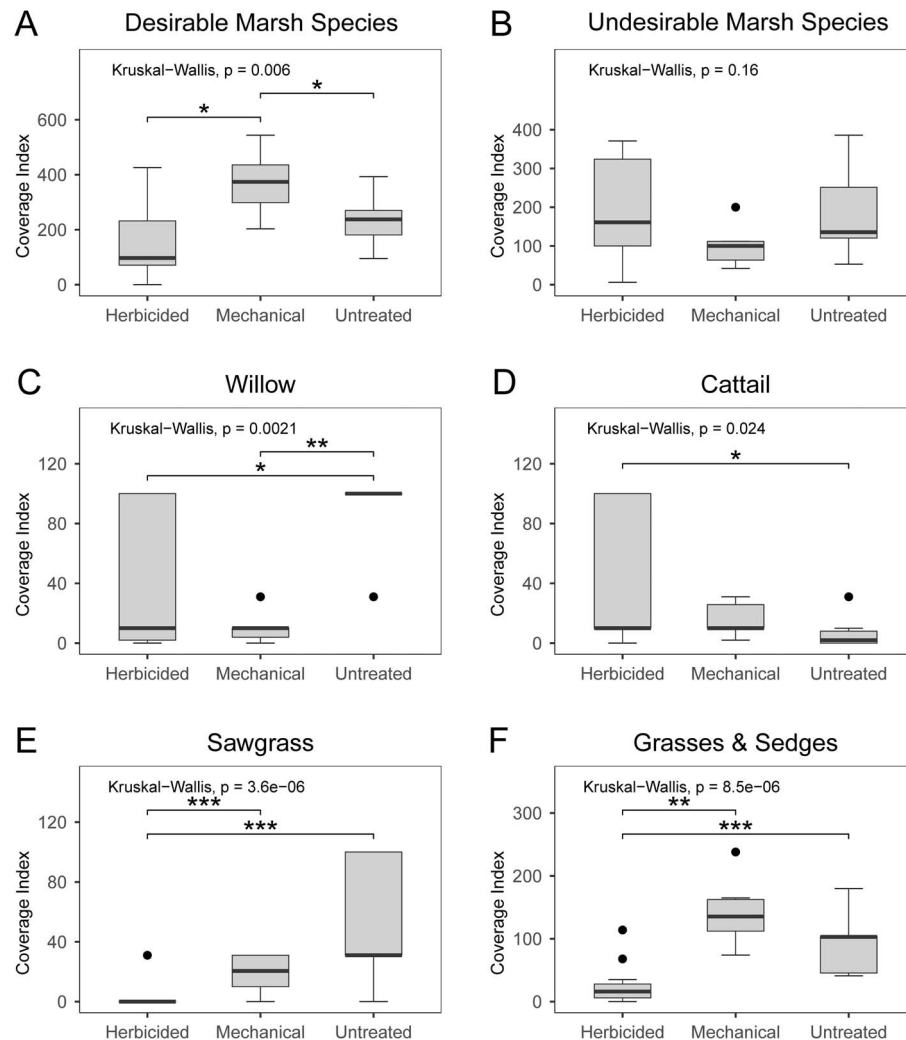 A
Desirable Marsh Species
Kruskal−Wallis, p = 0.006
*
*
Coverage Index
600
400
200
0
Herbicided Mechanical Untreated
B
Undesirable Marsh Species
Kruskal−Wallis, p = 0.16
Coverage Index
400
300
200
100
0
Herbicided Mechanical Untreated
C
Willow
Kruskal−Wallis, p = 0.0021
**
*
Coverage Index
120
80
40
0
Herbicided Mechanical Untreated
D
Cattail
Kruskal−Wallis, p = 0.024
*
Coverage Index
120
80
40
0
Herbicided Mechanical Untreated
E
Sawgrass
Kruskal−Wallis, p = 3.6e−06
***
***
Coverage Index
120
80
40
0
Herbicided Mechanical Untreated
F
Grasses & Sedges
Kruskal−Wallis, p = 8.5e−06
**
***
Coverage Index
300
200
100
0
Herbicided Mechanical Untreated